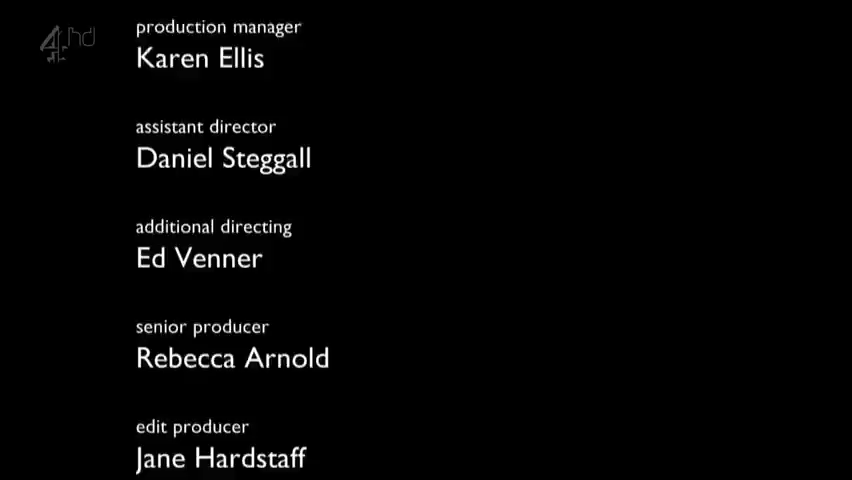 4hd
production manager
Karen Ellis
assistant director
Daniel Steggall
additional directing
Ed Venner
senior producer
Rebecca Arnold
edit producer
Jane Hardstaff